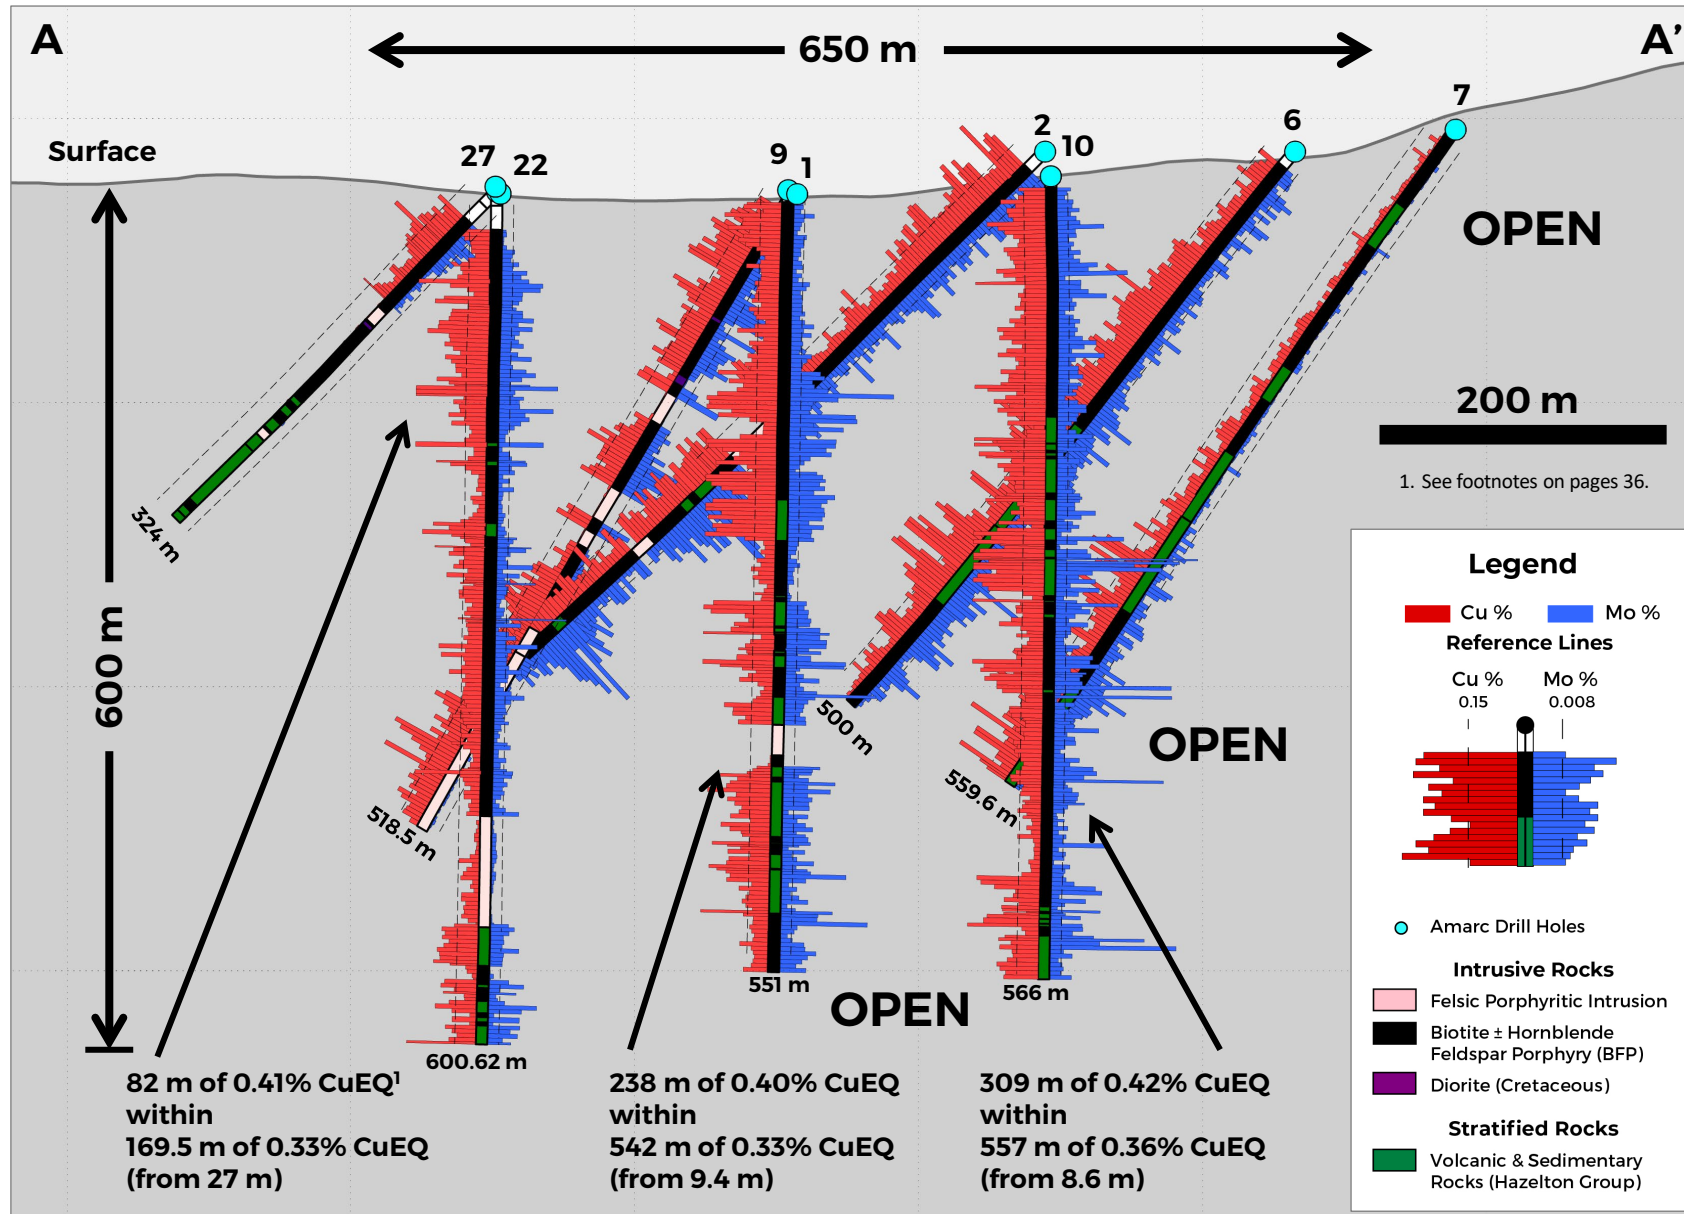 A
650 m
A'
7
2
6
10
Surface
27
22
9
1
OPEN
200 m
1. See footnotes on pages 36.
324 m
600 m
500 m
OPEN
559.6 m
518.5 m
551 m
566 m
OPEN
600.62 m
82 m of 0.41% CuEQ¹
within
169.5 m of 0.33% CuEQ
(from 27 m)
238 m of 0.40% CuEQ
within
542 m of 0.33% CuEQ
(from 9.4 m)
309 m of 0.42% CuEQ
within
557 m of 0.36% CuEQ
(from 8.6 m)
Legend
Cu % Mo %
Reference Lines
Cu % Mo %
0.15 0.008
Amarc Drill Holes
Intrusive Rocks
Felsic Porphyritic Intrusion
Biotite ± Hornblende
Feldspar Porphyry (BFP)
Diorite (Cretaceous)
Stratified Rocks
Volcanic & Sedimentary
Rocks (Hazelton Group)